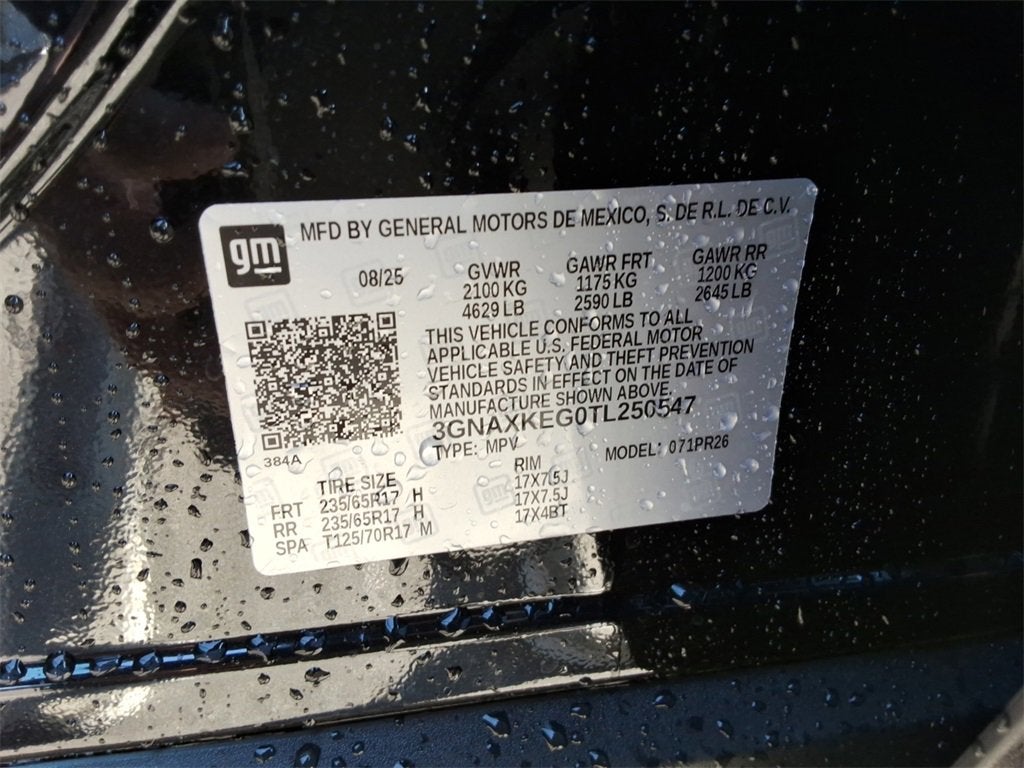 gm
MFD BY GENERAL MOTORS DE MEXICO, S. DE R.L. DE C.V.
08/25
GVWR
2100 KG
4629 LB
GAWR FRT
1175 KG
2590 LB
GAWR RR
1200 KG
2645 LB
THIS VEHICLE CONFORMS TO ALL
APPLICABLE U.S. FEDERAL MOTOR
VEHICLE SAFETY AND THEFT PREVENTION
STANDARDS IN EFFECT ON THE DATE OF
MANUFACTURE SHOWN ABOVE.
3GNAXKEG0TL250547
TYPE: MPV
MODEL: 071PR26
384A
TIRE SIZE
RIM
FRT 235/65R17 H 17X7.5J
RR 235/65R17 H 17X7.5J
SPA T125/70R17 M 17X4BT